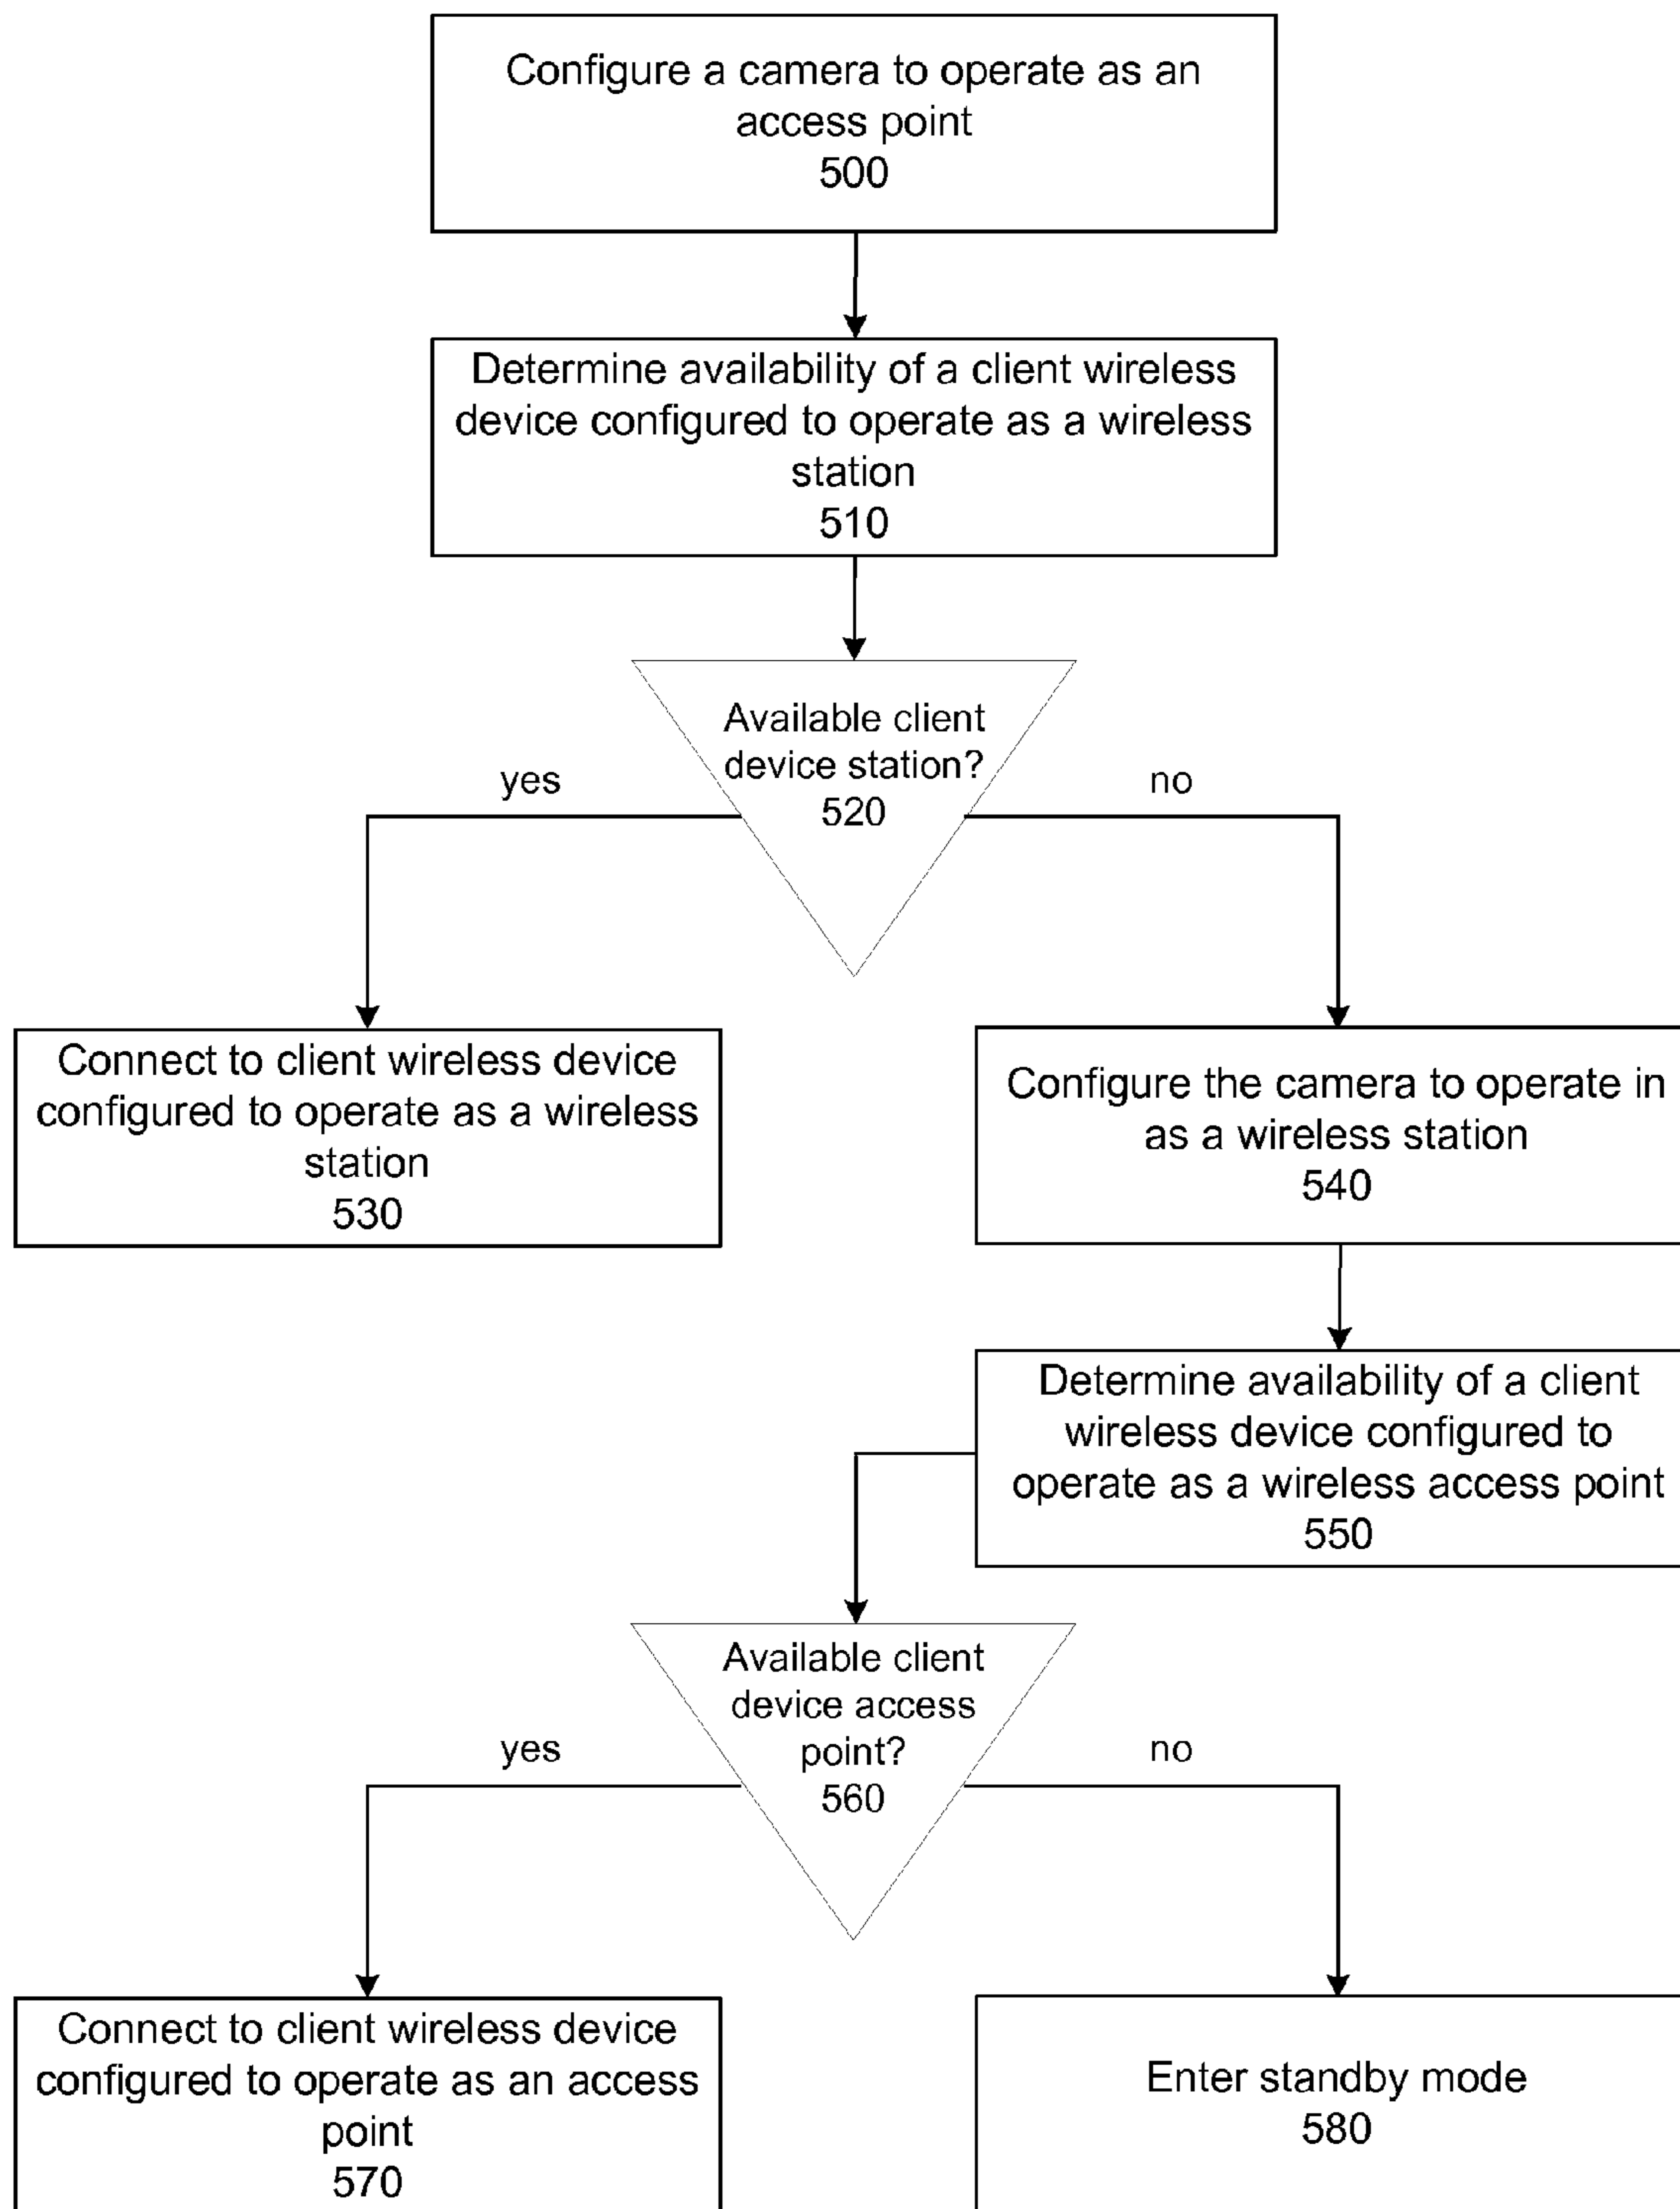 Configure a camera to operate as an
access point
500
Determine availability of a client wireless
device configured to operate as a wireless
station
510
Available client
device station?
520
yes
no
Connect to client wireless device
configured to operate as a wireless
station
530
Configure the camera to operate in
as a wireless station
540
Determine availability of a client
wireless device configured to
operate as a wireless access point
550
Available client
device access
point?
560
yes
no
Connect to client wireless device
configured to operate as an access
point
570
Enter standby mode
580